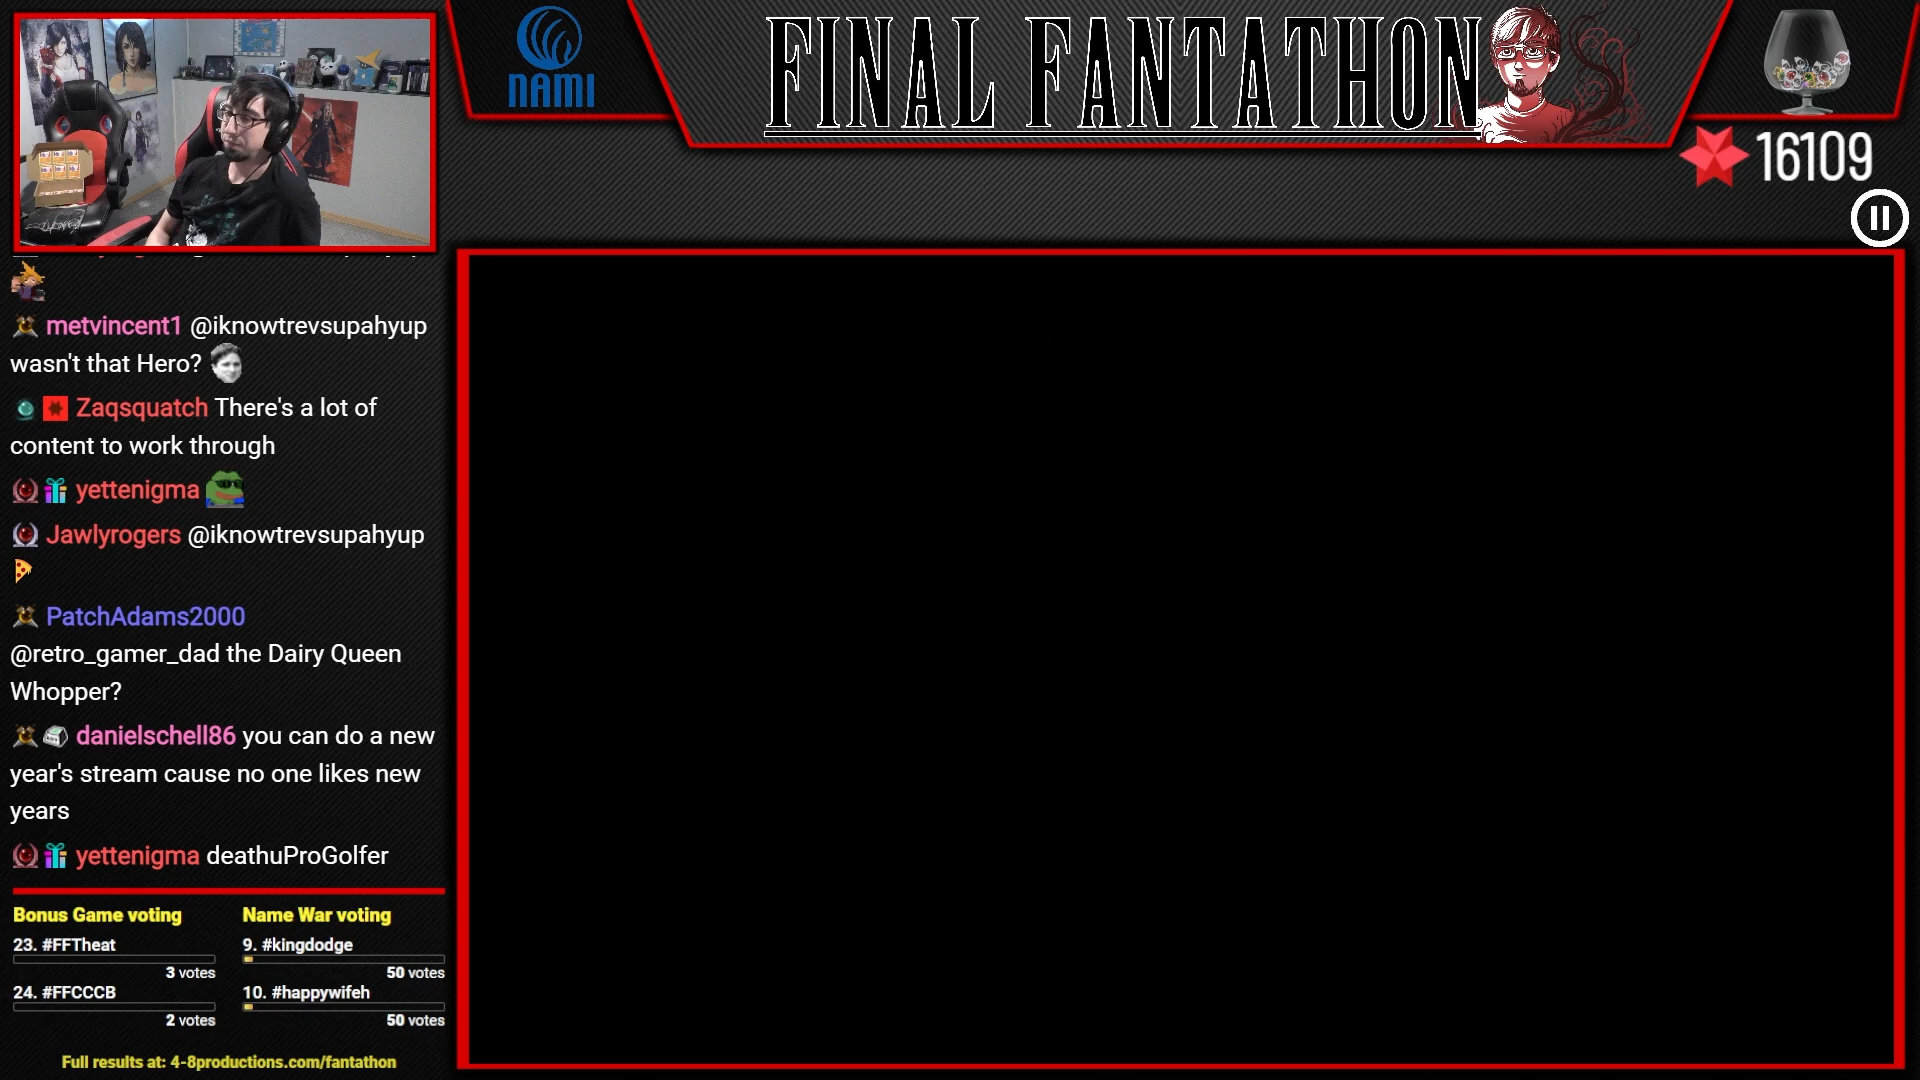 NAMI
FINAL FANTATHON
16109
metvincent1 @iknowtrevsupahyup
wasn't that Hero?
Zaqsquatch There's a lot of
content to work through
yettenigma
Jawlyrogers @iknowtrevsupahyup
PatchAdams2000
@retro_gamer_dad the Dairy Queen
Whopper?
danielschell86 you can do a new
year's stream cause no one likes new
years
yettenigma deathuProGolfer
Bonus Game voting
23. #FFTheat
3 votes
24. #FFCCCB
2 votes
Name War voting
9. #kingdodge
50 votes
10. #happywifeh
50 votes
Full results at: 4-8productions.com/fantathon